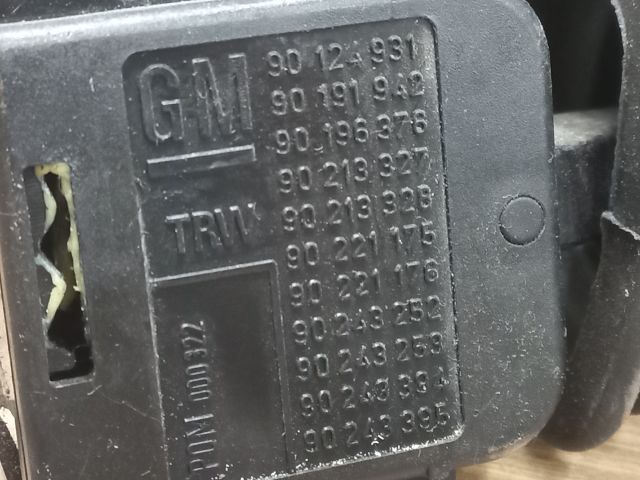 GM
TRW
90 124 931
90 191 942
90 196 376
90 213 327
90 213 328
90 221 175
90 221 176
90 243 252
90 243 253
90 243 394
90 243 395
POM 000322